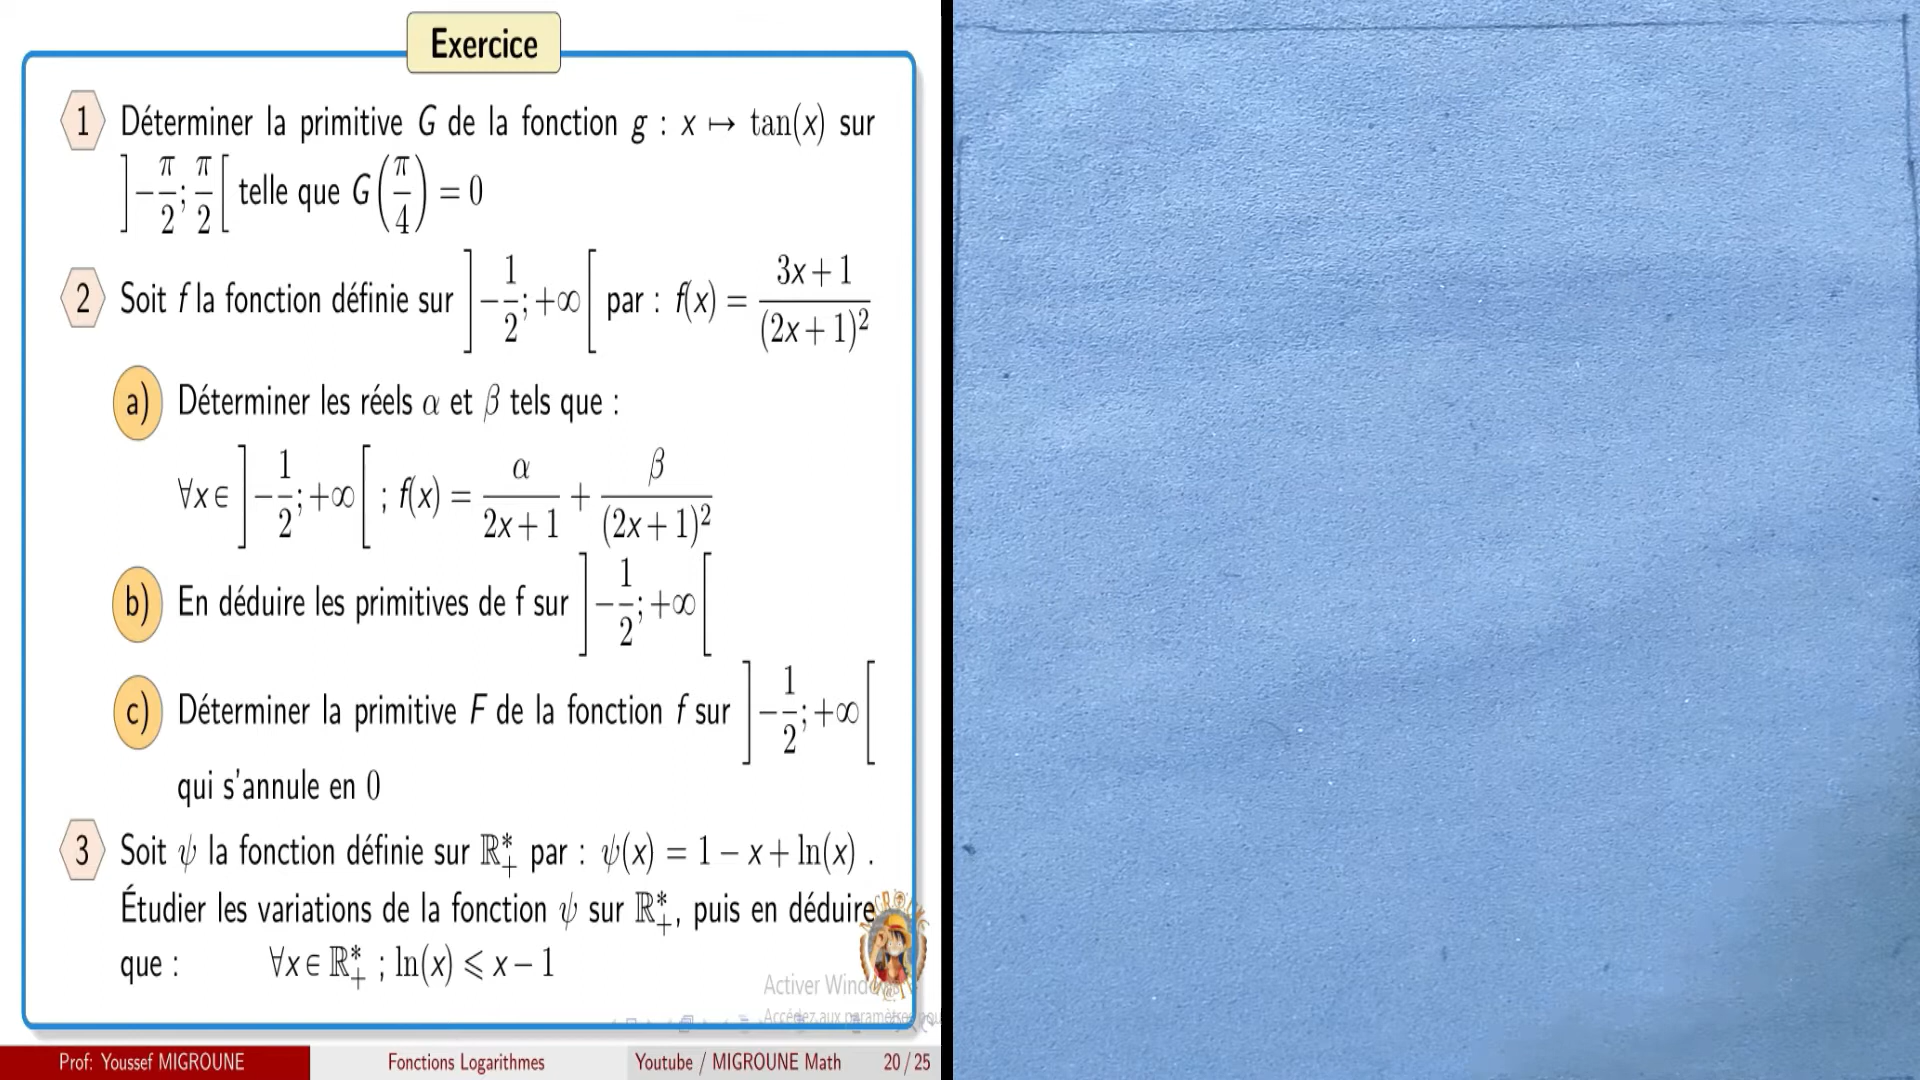 Exercice
1 Déterminer la primitive G de la fonction g : x ↦ tan(x) sur
]−π/2; π/2[ telle que G(π/4) = 0
2 Soit f la fonction définie sur ]−1/2; +∞[ par : f(x) = (3x+1)/(2x+1)²
a) Déterminer les réels α et β tels que :
∀x ∈ ]−1/2; +∞[ ; f(x) = α/(2x+1) + β/(2x+1)²
b) En déduire les primitives de f sur ]−1/2; +∞[
c) Déterminer la primitive F de la fonction f sur ]−1/2; +∞[
qui s'annule en 0
3 Soit ψ la fonction définie sur ℝ*₊ par : ψ(x) = 1 − x + ln(x) .
Étudier les variations de la fonction ψ sur ℝ*₊, puis en déduire
que : ∀x ∈ ℝ*₊ ; ln(x) ⩽ x − 1
Activer
Accédez aux paramètres
Prof: Youssef MIGROUNE Fonctions Logarithmes Youtube / MIGROUNE Math 20 / 25